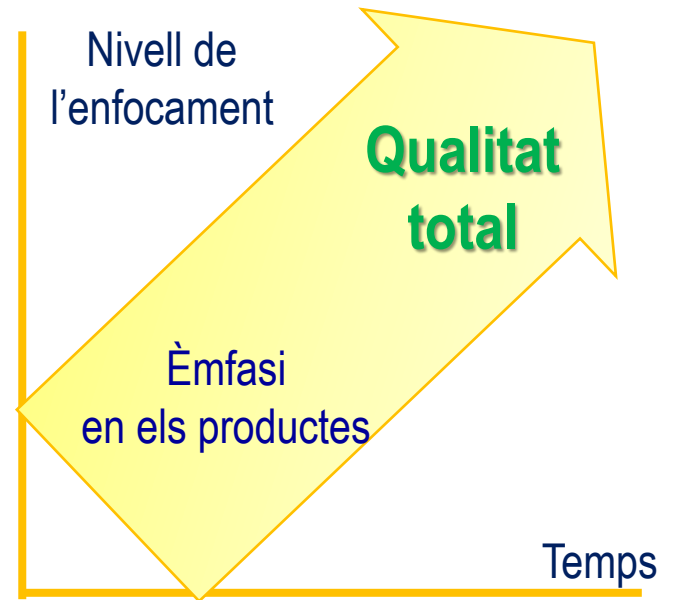 Nivell de
l’enfocament
Qualitat
total
Èmfasi
en els productes
Temps